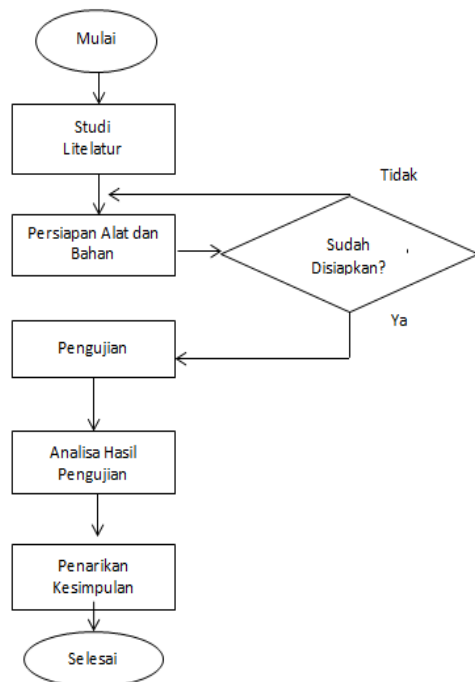 Mulai
Studi
Litelatur
Tidak
Persiapan Alat dan
Bahan
Sudah
Disiapkan?
Ya
Pengujian
Analisa Hasil
Pengujian
Penarikan
Kesimpulan
Selesai